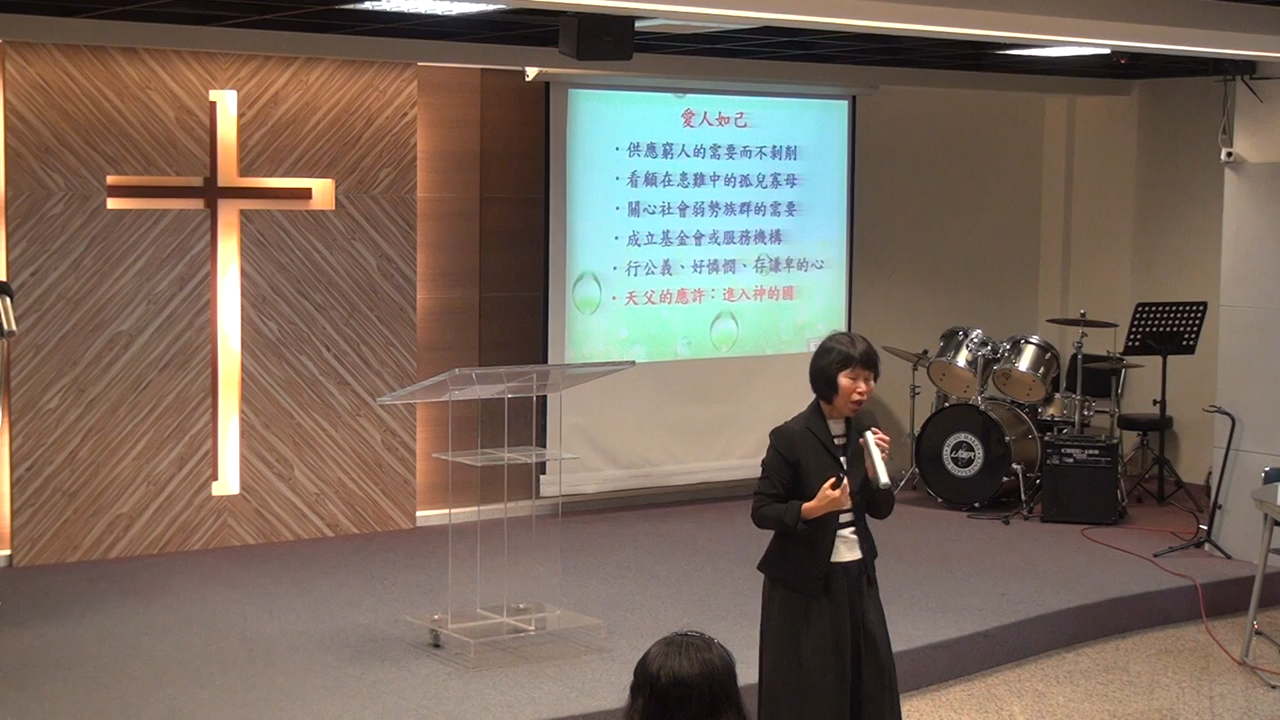 愛人如己
・供應窮人的需要而不剝削
・看顧在患難中的孤兒寡母
・關心社會弱勢族群的需要
・成立基金會或服務機構
・行公義、好憐憫、存謙卑的心
・天父的應許：進入神的國